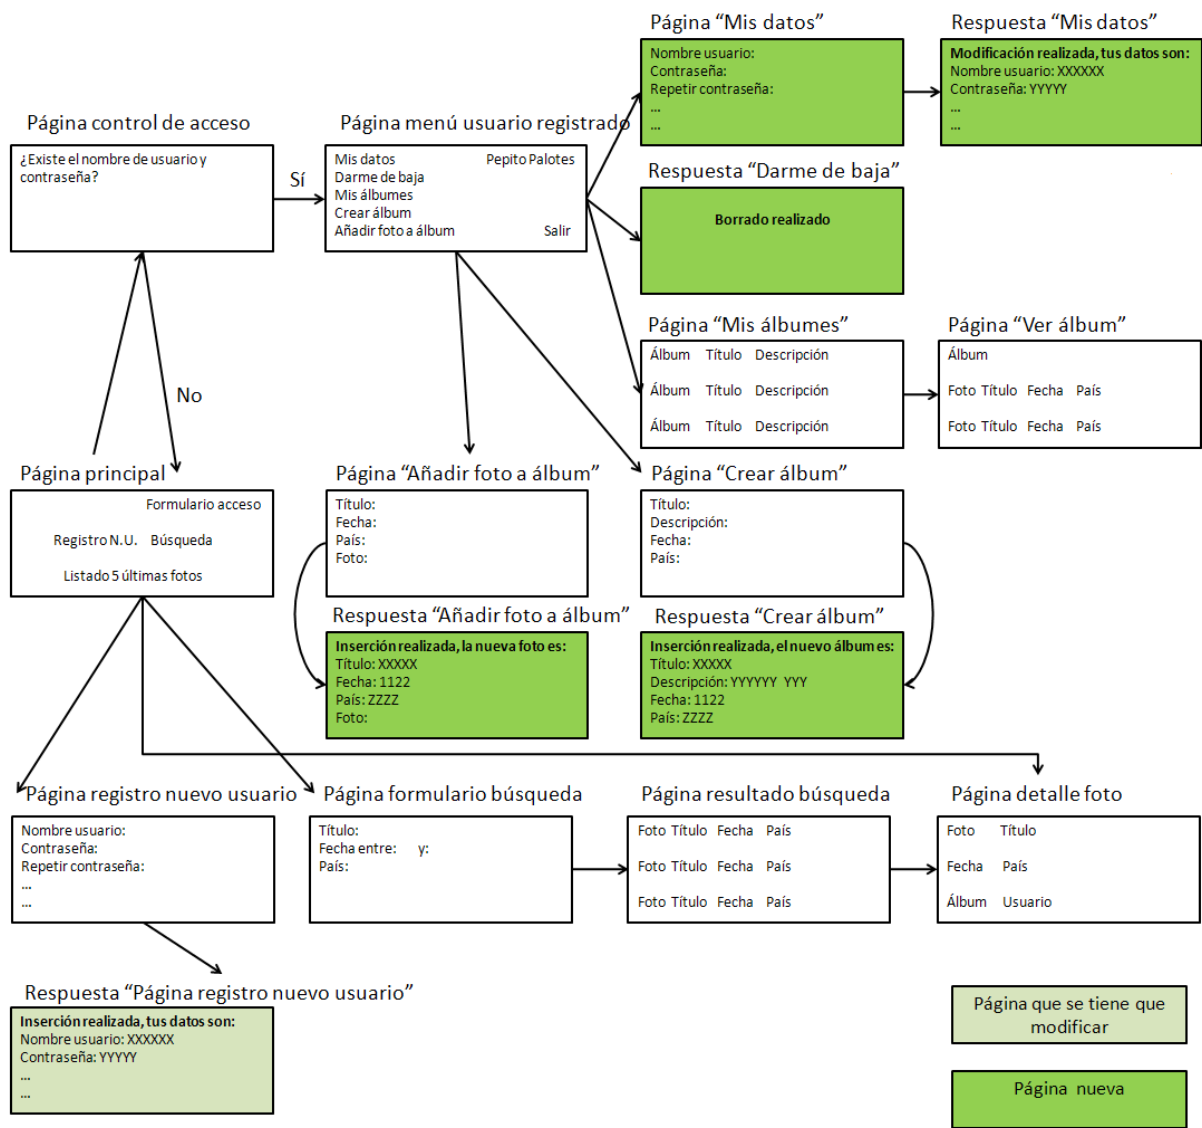 Página “Mis datos”
Respuesta “Mis datos”
Nombre usuario:
Contraseña:
Repetir contraseña:
...
...
Modificación realizada, tus datos son:
Nombre usuario: XXXXXX
Contraseña: YYYYY
...
...
Página control de acceso
Página menú usuario registrado
¿Existe el nombre de usuario y
contraseña?
Sí
Mis datos Pepito Palotes
Darme de baja
Mis álbumes
Crear álbum
Añadir foto a álbum Salir
Respuesta “Darme de baja”
Borrado realizado
Página “Mis álbumes”
Página “Ver álbum”
Álbum Título Descripción
Álbum Título Descripción
Álbum Título Descripción
Álbum
Foto Título Fecha País
Foto Título Fecha País
No
Página principal
Página “Añadir foto a álbum”
Página “Crear álbum”
Formulario acceso
Registro N.U. Búsqueda
Listado 5 últimas fotos
Título:
Fecha:
País:
Foto:
Título:
Descripción:
Fecha:
País:
Respuesta “Añadir foto a álbum”
Respuesta “Crear álbum”
Inserción realizada, la nueva foto es:
Título: XXXXX
Fecha: 1122
País: ZZZZ
Foto:
Inserción realizada, el nuevo álbum es:
Título: XXXXX
Descripción: YYYYYY YYY
Fecha: 1122
País: ZZZZ
Página registro nuevo usuario
Página formulario búsqueda
Página resultado búsqueda
Página detalle foto
Nombre usuario:
Contraseña:
Repetir contraseña:
...
...
Título:
Fecha entre: y:
País:
Foto Título Fecha País
Foto Título Fecha País
Foto Título Fecha País
Foto Título
Fecha País
Álbum Usuario
Respuesta “Página registro nuevo usuario”
Inserción realizada, tus datos son:
Nombre usuario: XXXXXX
Contraseña: YYYYY
...
...
Página que se tiene que
modificar
Página nueva